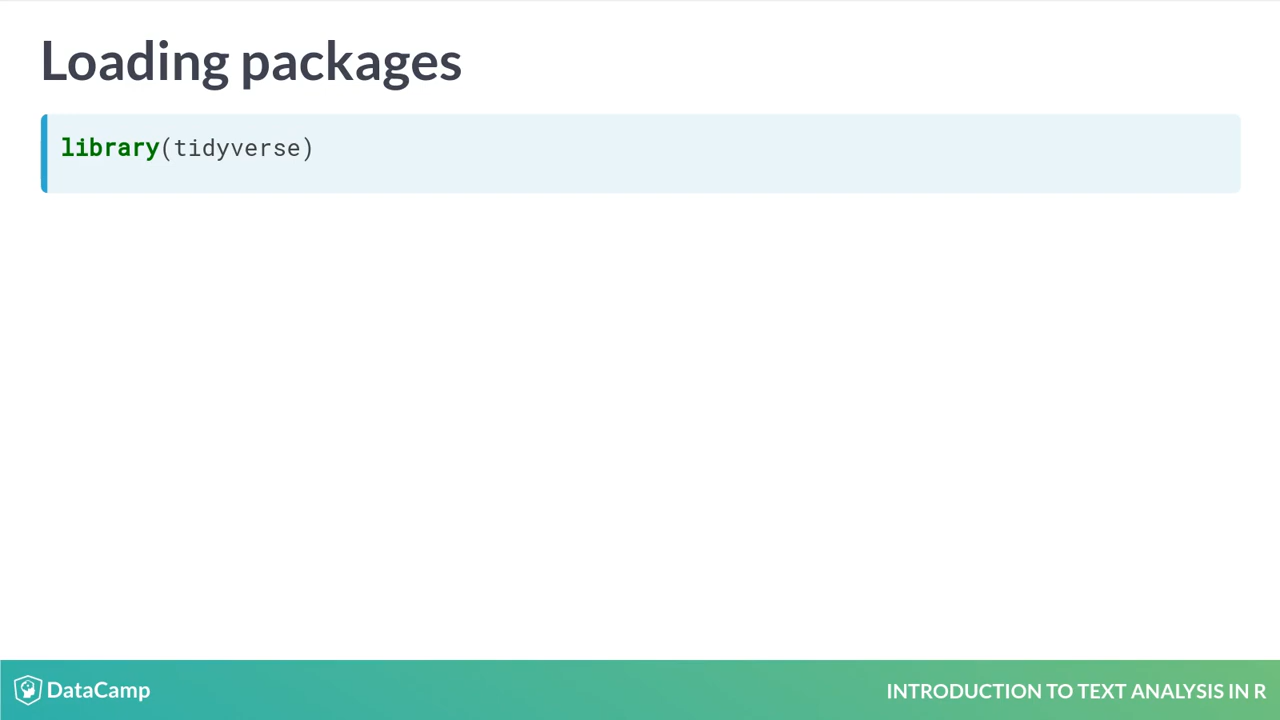 Loading packages
library(tidyverse)
DataCamp
INTRODUCTION TO TEXT ANALYSIS IN R